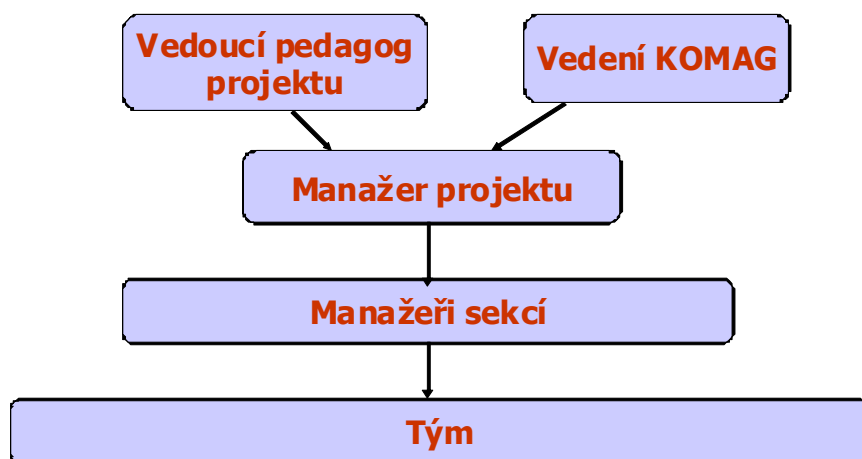 Vedoucí pedagog
projektu
Vedení KOMAG
Manažer projektu
Manažeři sekcí
Tým